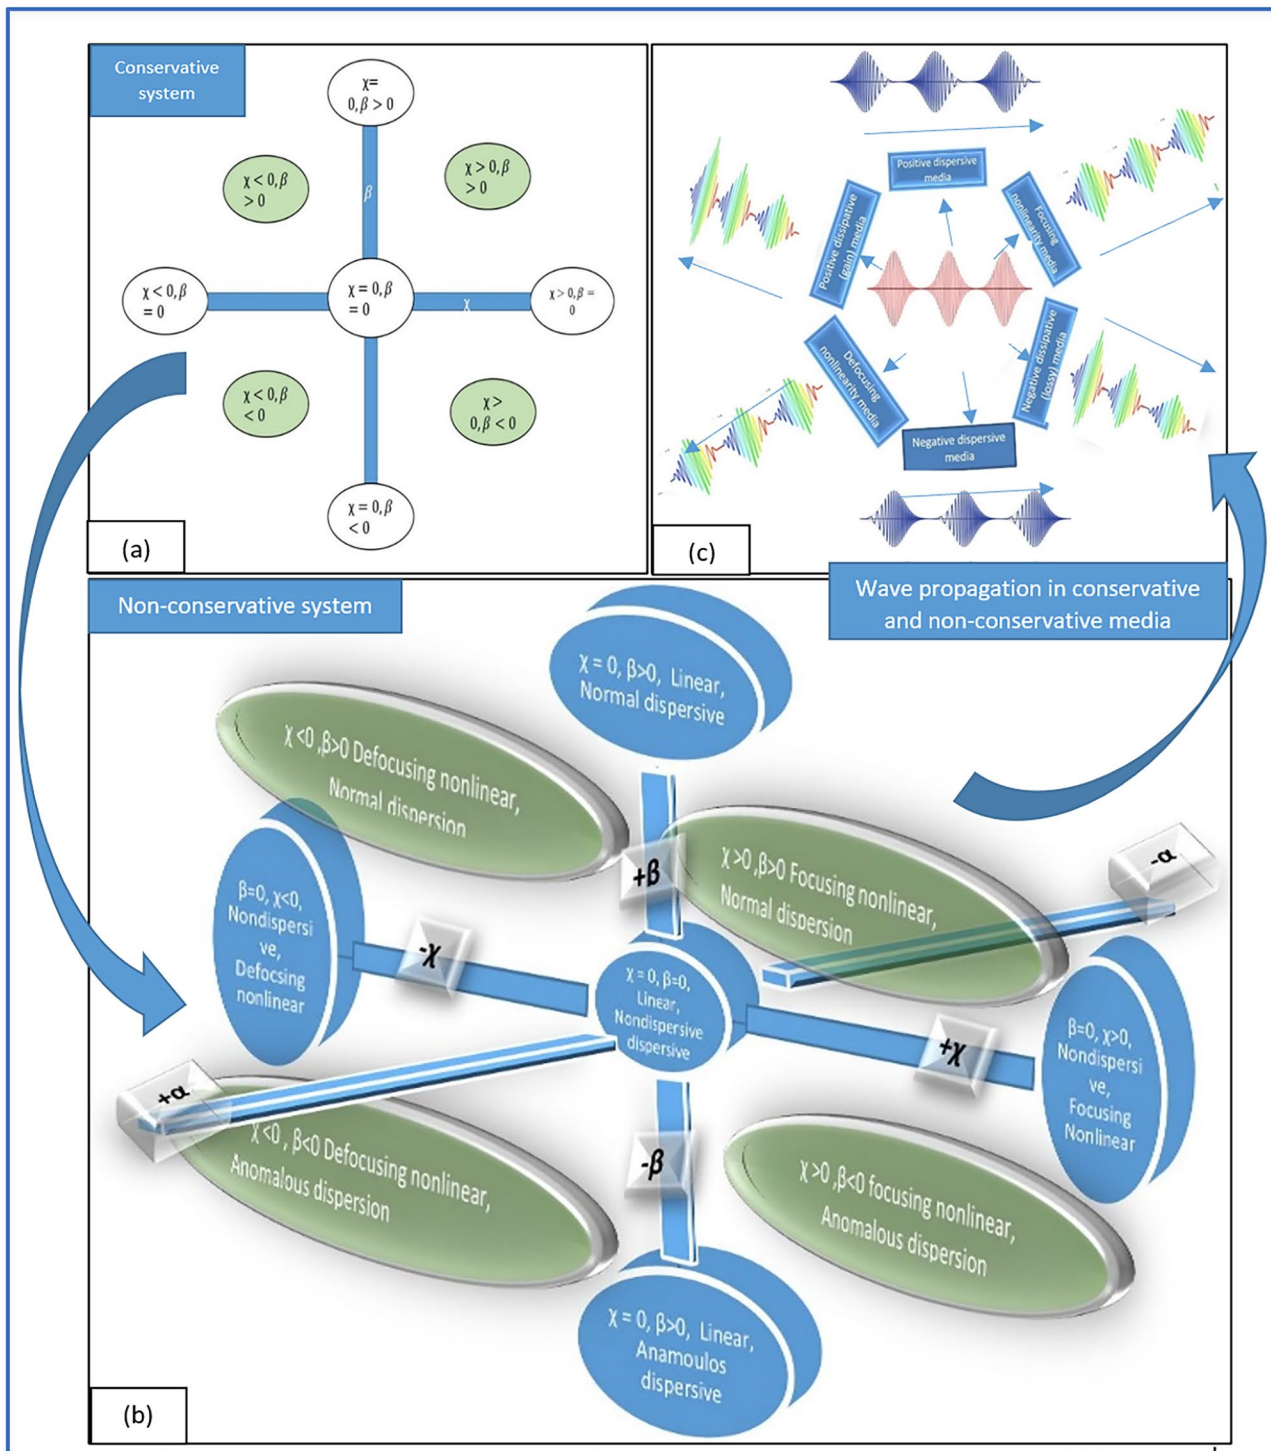 Conservative
system
χ=
0,β > 0
χ < 0,β
> 0
χ > 0,β
> 0
β
χ < 0,β
= 0
χ = 0,β
= 0
χ
χ > 0,β =
0
χ < 0,β
< 0
χ >
0,β < 0
χ = 0,β
< 0
(a)
Positive dispersive
media
Positive dissipative
(gain) media
Focusing
nonlinearity media
Defocusing
nonlinearity media
Negative dissipative
(lossy) media
Negative dispersive
media
(c)
Wave propagation in conservative
and non-conservative media
Non-conservative system
χ = 0, β>0, Linear,
Normal dispersive
χ <0 ,β>0 Defocusing nonlinear,
Normal dispersion
χ >0,β>0 Focusing nonlinear,
Normal dispersion
+β
-α
β=0, χ<0,
Nondispersi
ve,
Defocsing
nonlinear
-χ
χ = 0, β=0,
Linear,
Nondispersive
dispersive
+χ
β=0, χ>0,
Nondispersi
ve,
Focusing
Nonlinear
+α
χ <0 , β<0 Defocusing nonlinear,
Anomalous dispersion
-β
χ >0 ,β<0 focusing nonlinear,
Anomalous dispersion
χ = 0, β>0, Linear,
Anamoulos
dispersive
(b)